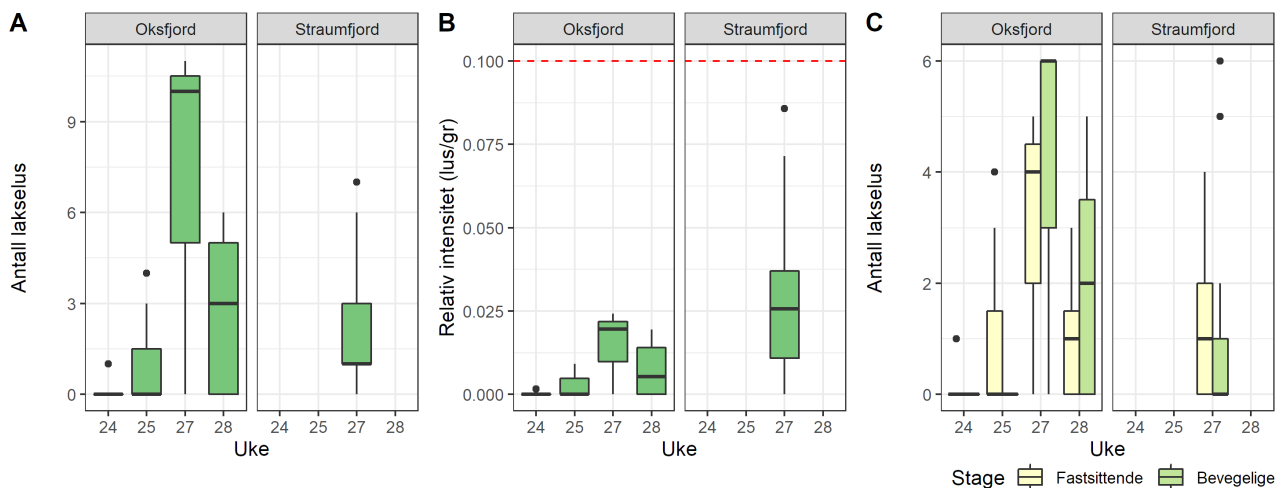 A
Oksfjord
Straumfjord
Antall lakselus
9
6
3
0
24
25
27
28
24
25
27
28
Uke
B
Oksfjord
Straumfjord
Relativ intensitet (lus/gr)
0.100
0.075
0.050
0.025
0.000
24
25
27
28
24
25
27
28
Uke
C
Oksfjord
Straumfjord
Antall lakselus
6
4
2
0
24
25
27
28
24
25
27
28
Uke
Stage
Fastsittende
Bevegelige